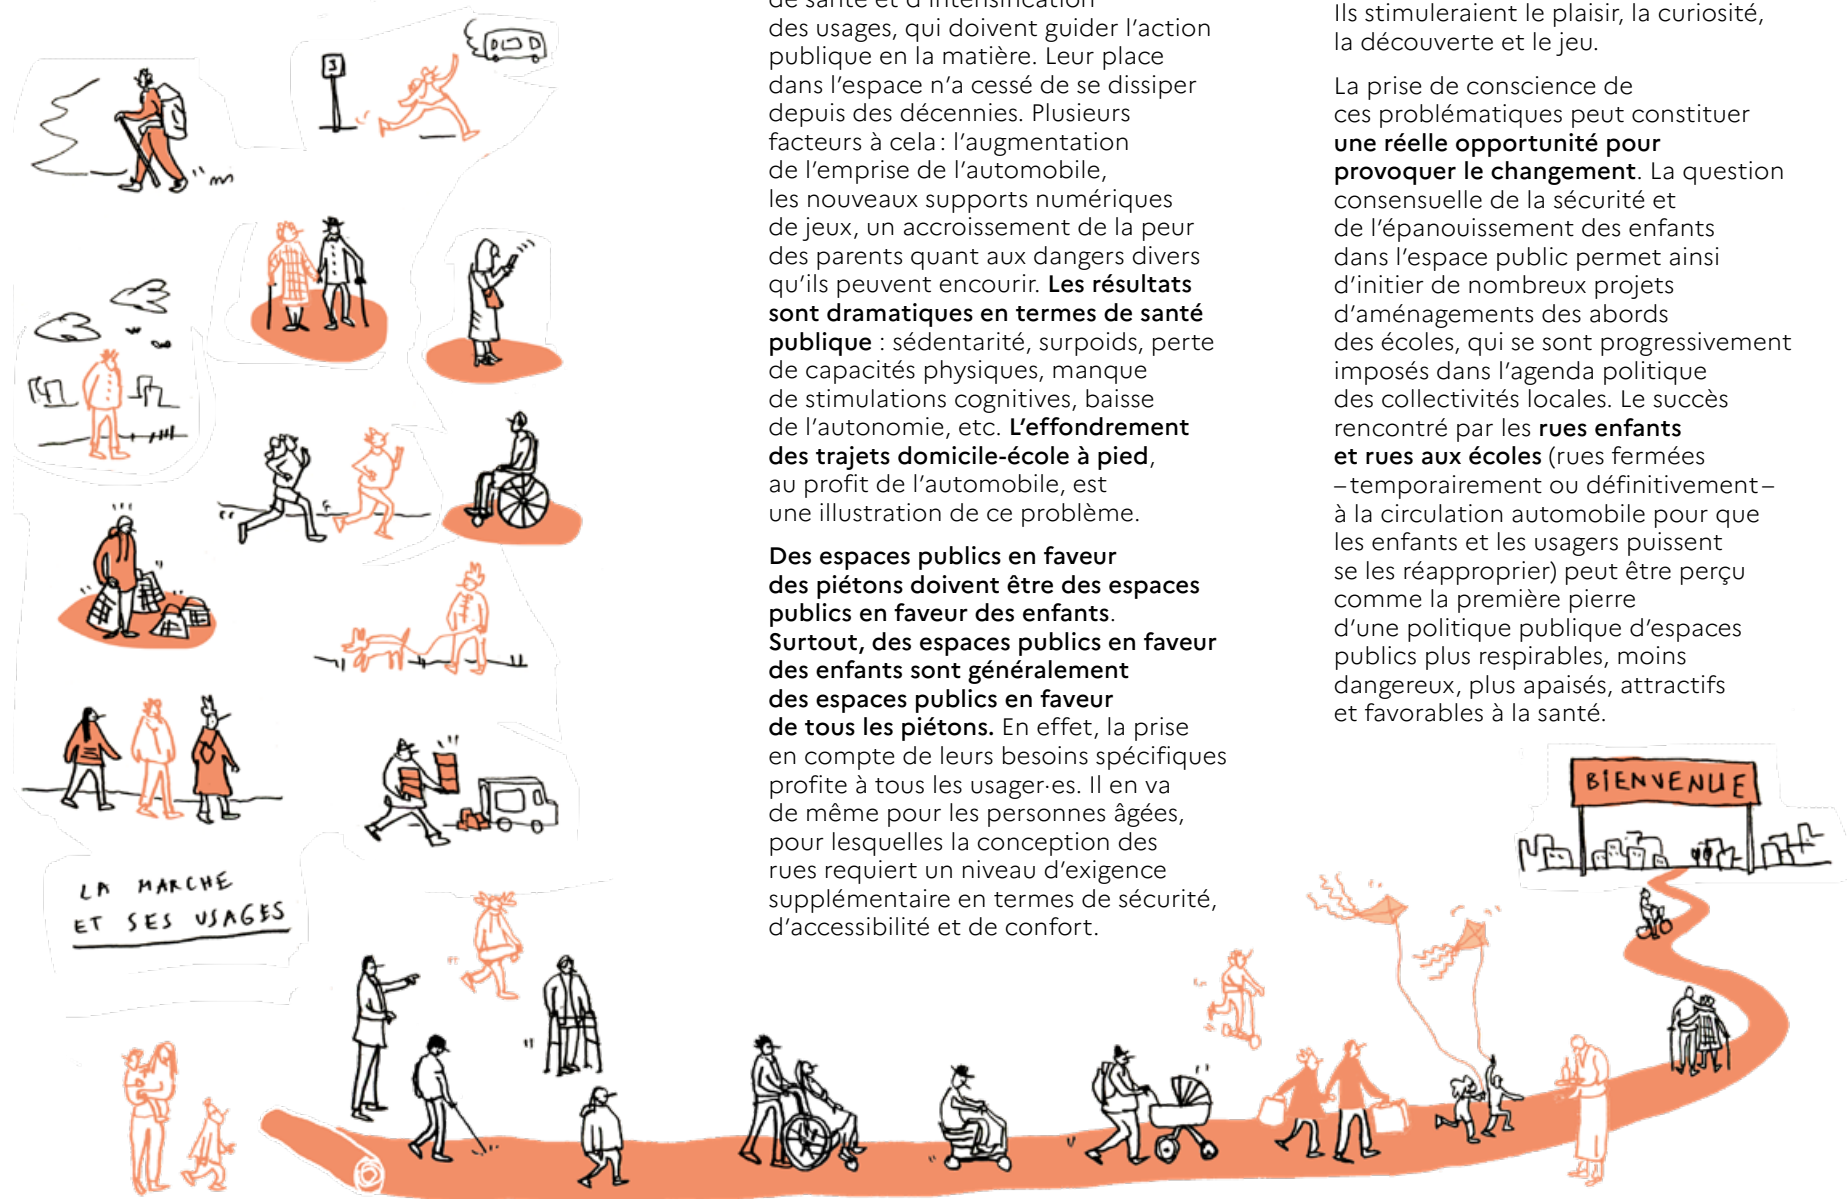 de santé et d'intensification
des usages, qui doivent guider l'action
publique en la matière. Leur place
dans l'espace n'a cessé de se dissiper
depuis des décennies. Plusieurs
facteurs à cela : l'augmentation
de l'emprise de l'automobile,
les nouveaux supports numériques
de jeux, un accroissement de la peur
des parents quant aux dangers divers
qu'ils peuvent encourir. Les résultats
sont dramatiques en termes de santé
publique : sédentarité, surpoids, perte
de capacités physiques, manque
de stimulations cognitives, baisse
de l'autonomie, etc. L'effondrement
des trajets domicile-école à pied,
au profit de l'automobile, est
une illustration de ce problème.
Des espaces publics en faveur
des piétons doivent être des espaces
publics en faveur des enfants.
Surtout, des espaces publics en faveur
des enfants sont généralement
des espaces publics en faveur
de tous les piétons. En effet, la prise
en compte de leurs besoins spécifiques
profite à tous les usager·es. Il en va
de même pour les personnes âgées,
pour lesquelles la conception des
rues requiert un niveau d'exigence
supplémentaire en termes de sécurité,
d'accessibilité et de confort.
Ils stimuleraient le plaisir, la curiosité,
la découverte et le jeu.
La prise de conscience de
ces problématiques peut constituer
une réelle opportunité pour
provoquer le changement. La question
consensuelle de la sécurité et
de l'épanouissement des enfants
dans l'espace public permet ainsi
d'initier de nombreux projets
d'aménagements des abords
des écoles, qui se sont progressivement
imposés dans l'agenda politique
des collectivités locales. Le succès
rencontré par les rues enfants
et rues aux écoles (rues fermées
–temporairement ou définitivement–
à la circulation automobile pour que
les enfants et les usagers puissent
se les réapproprier) peut être perçu
comme la première pierre
d'une politique publique d'espaces
publics plus respirables, moins
dangereux, plus apaisés, attractifs
et favorables à la santé.
3
LA MARCHE
ET SES USAGES
BIENVENUE